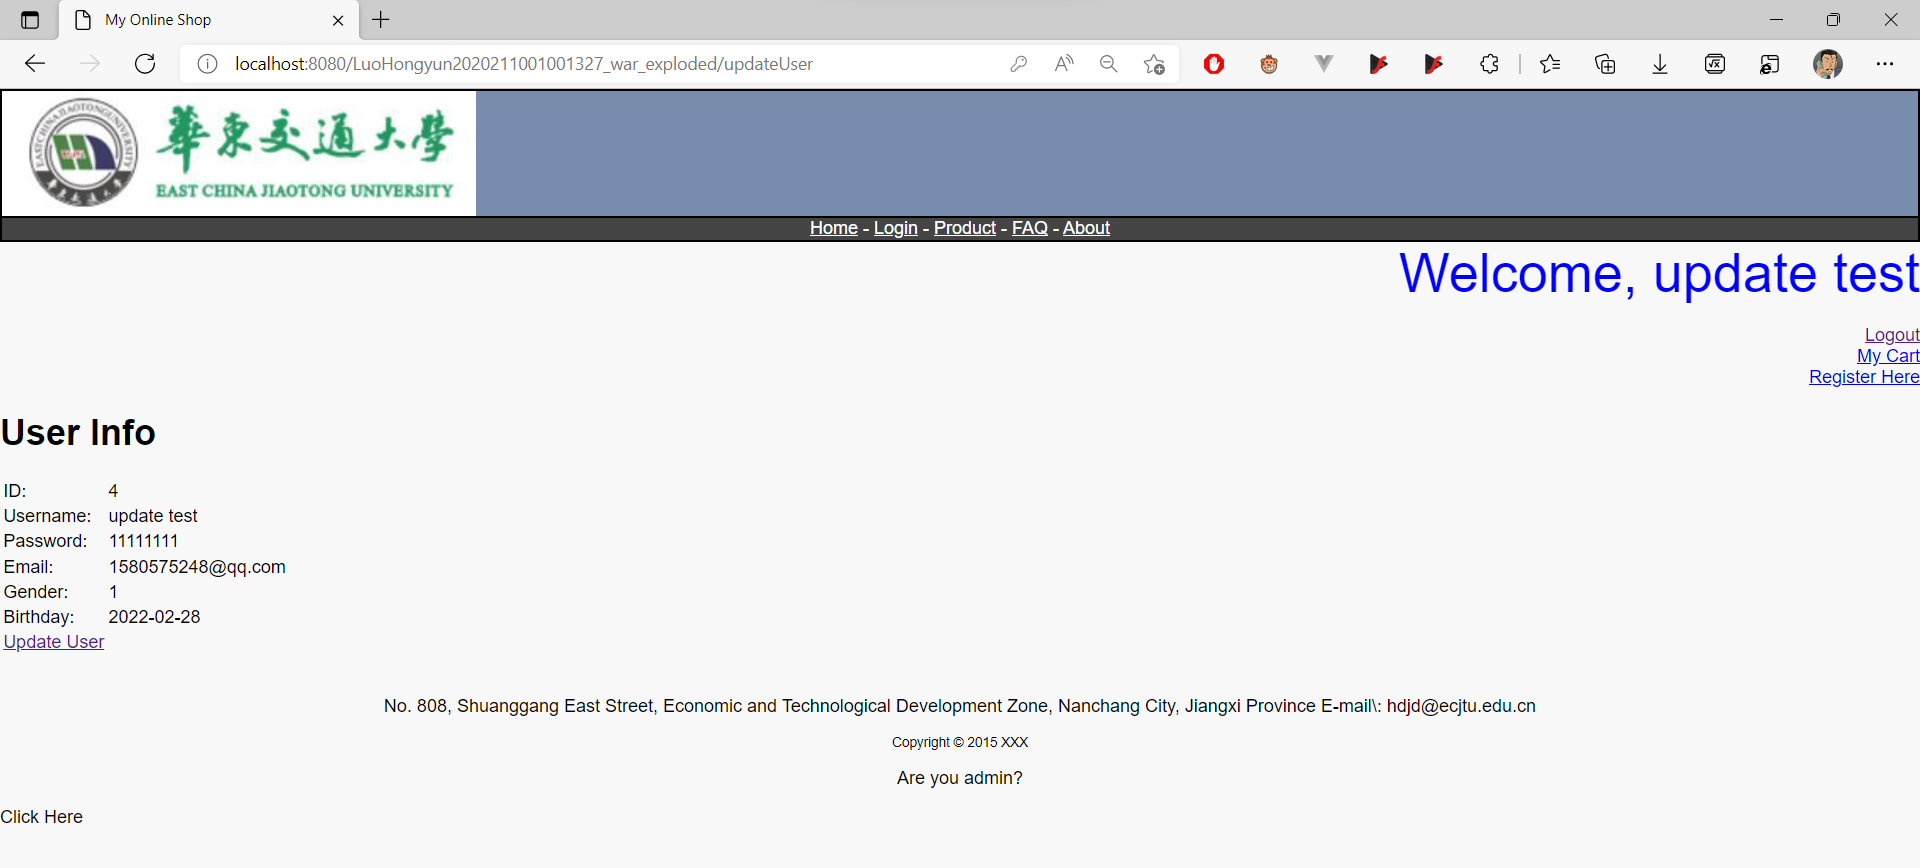 My Online Shop
localhost:8080/LuoHongyun2020211001001327_war_exploded/updateUser
華東交通大學
EAST CHINA JIAOTONG UNIVERSITY
Home - Login - Product - FAQ - About
Welcome, update test
Logout
My Cart
Register Here
User Info
ID: 4
Username: update test
Password: 11111111
Email: 1580575248@qq.com
Gender: 1
Birthday: 2022-02-28
Update User
No. 808, Shuanggang East Street, Economic and Technological Development Zone, Nanchang City, Jiangxi Province E-mail\: hdjd@ecjtu.edu.cn
Copyright © 2015 XXX
Are you admin?
Click Here